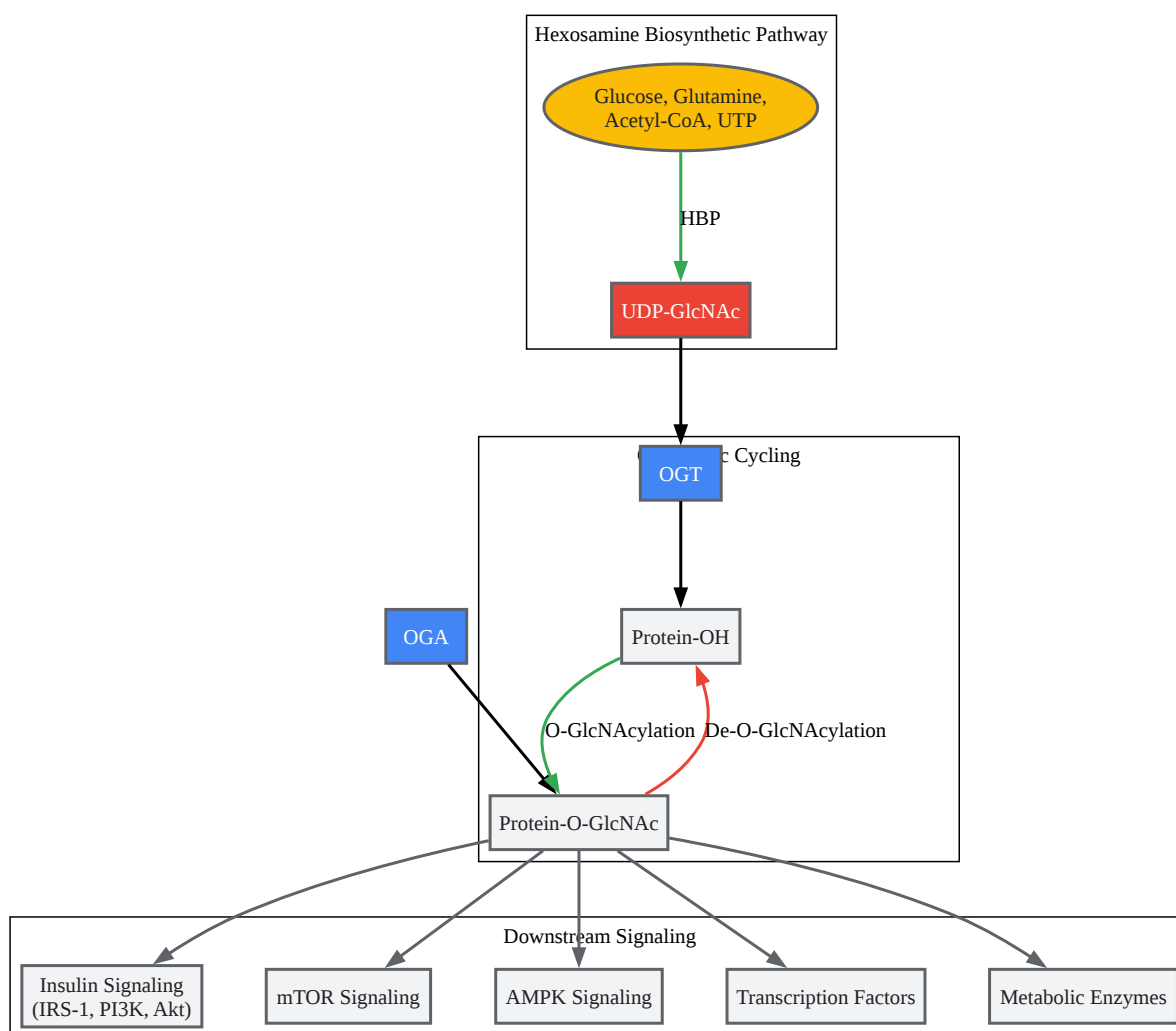 Hexosamine Biosynthetic Pathway
Glucose, Glutamine,
Acetyl-CoA, UTP
HBP
UDP-GlcNAc
Cycling
OGT
OGA
Protein-OH
O-GlcNAcylation
De-O-GlcNAcylation
Protein-O-GlcNAc
Downstream Signaling
Insulin Signaling
(IRS-1, PI3K, Akt)
mTOR Signaling
AMPK Signaling
Transcription Factors
Metabolic Enzymes